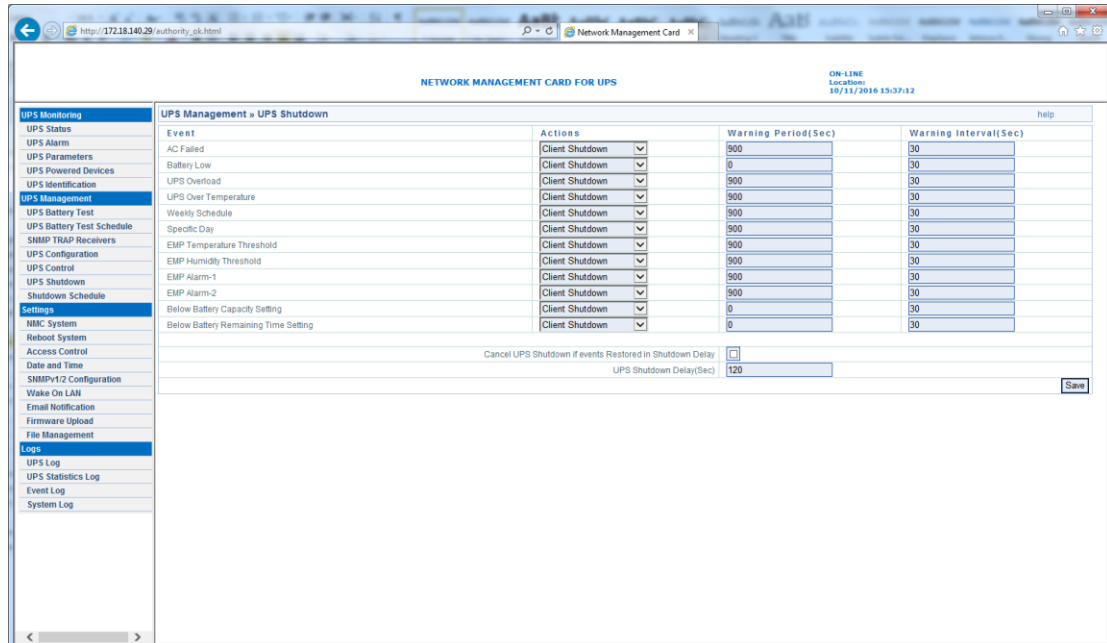 http://172.18.140.29/authority_ok.html
Network Management Card
NETWORK MANAGEMENT CARD FOR UPS
ON-LINE
Location:
10/11/2016 15:37:12
UPS Monitoring
UPS Status
UPS Alarm
UPS Parameters
UPS Powered Devices
UPS Identification
UPS Management
UPS Battery Test
UPS Battery Test Schedule
SNMP TRAP Receivers
UPS Configuration
UPS Control
UPS Shutdown
Shutdown Schedule
Settings
NMC System
Reboot System
Access Control
Date and Time
SNMPv1/2 Configuration
Wake On LAN
Email Notification
Firmware Upload
File Management
Logs
UPS Log
UPS Statistics Log
Event Log
System Log
UPS Management » UPS Shutdown help
Event Actions Warning Period(Sec) Warning Interval(Sec)
AC Failed Client Shutdown 900 30
Battery Low Client Shutdown 0 30
UPS Overload Client Shutdown 900 30
UPS Over Temperature Client Shutdown 900 30
Weekly Schedule Client Shutdown 900 30
Specific Day Client Shutdown 900 30
EMP Temperature Threshold Client Shutdown 900 30
EMP Humidity Threshold Client Shutdown 900 30
EMP Alarm-1 Client Shutdown 900 30
EMP Alarm-2 Client Shutdown 900 30
Below Battery Capacity Setting Client Shutdown 0 30
Below Battery Remaining Time Setting Client Shutdown 0 30
Cancel UPS Shutdown if events Restored in Shutdown Delay
UPS Shutdown Delay(Sec) 120
Save